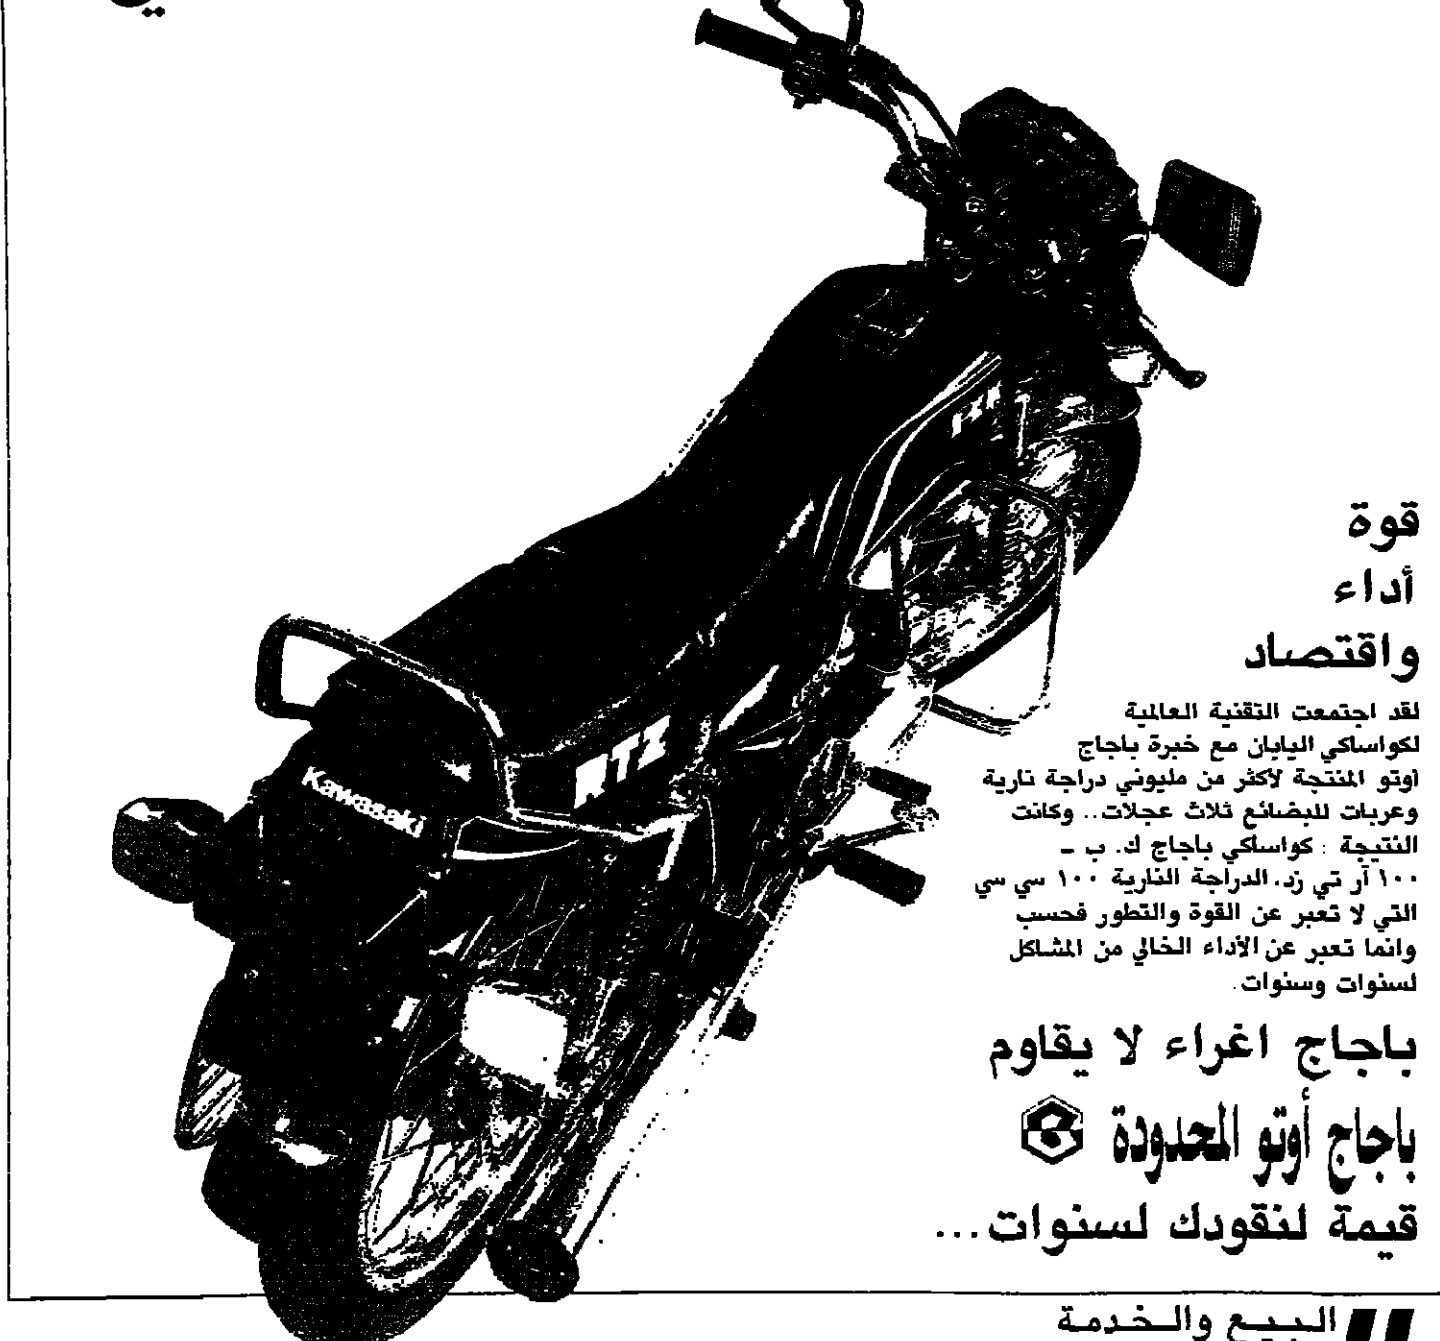 قوة
أداء
واقتصاد
لقد اجتمعت التقنية العالمية
لكواساكي اليابان مع خبرة باجاج
اوتو المنتجة لأكثر من مليوني دراجة نارية
وعربات للبضائع ثلاث عجلات.. وكانت
النتيجة : كواساكي باجاج ك. ب ـ
١٠٠ آر تي زد. الدراجة النارية ١٠٠ سي سي
التي لا تعبر عن القوة والتطور فحسب
وانما تعبر عن الأداء الخالي من المشاكل
لسنوات وسنوات.
باجاج اغراء لا يقاوم
باجاج أوتو المحدودة
قيمة لنقودك لسنوات...
البيع والخدمة
RTZ
RTZ
Kawasaki